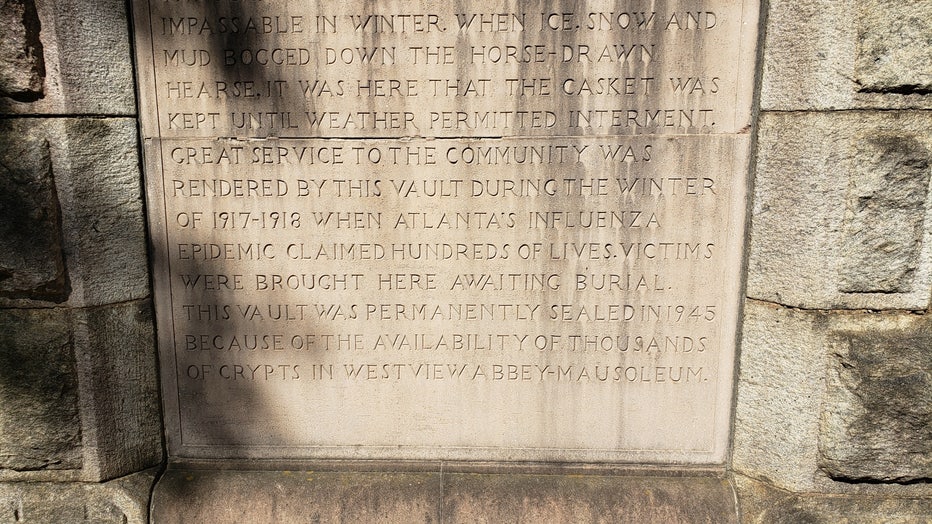 IMPASSABLE IN WINTER. WHEN ICE, SNOW AND
MUD BOGGED DOWN THE HORSE-DRAWN
HEARSE, IT WAS HERE THAT THE CASKET WAS
KEPT UNTIL WEATHER PERMITTED INTERMENT.
GREAT SERVICE TO THE COMMUNITY WAS
RENDERED BY THIS VAULT DURING THE WINTER
OF 1917-1918 WHEN ATLANTA'S INFLUENZA
EPIDEMIC CLAIMED HUNDREDS OF LIVES. VICTIMS
WERE BROUGHT HERE AWAITING BURIAL.
THIS VAULT WAS PERMANENTLY SEALED IN 1945
BECAUSE OF THE AVAILABILITY OF THOUSANDS
OF CRYPTS IN WESTVIEW ABBEY-MAUSOLEUM.